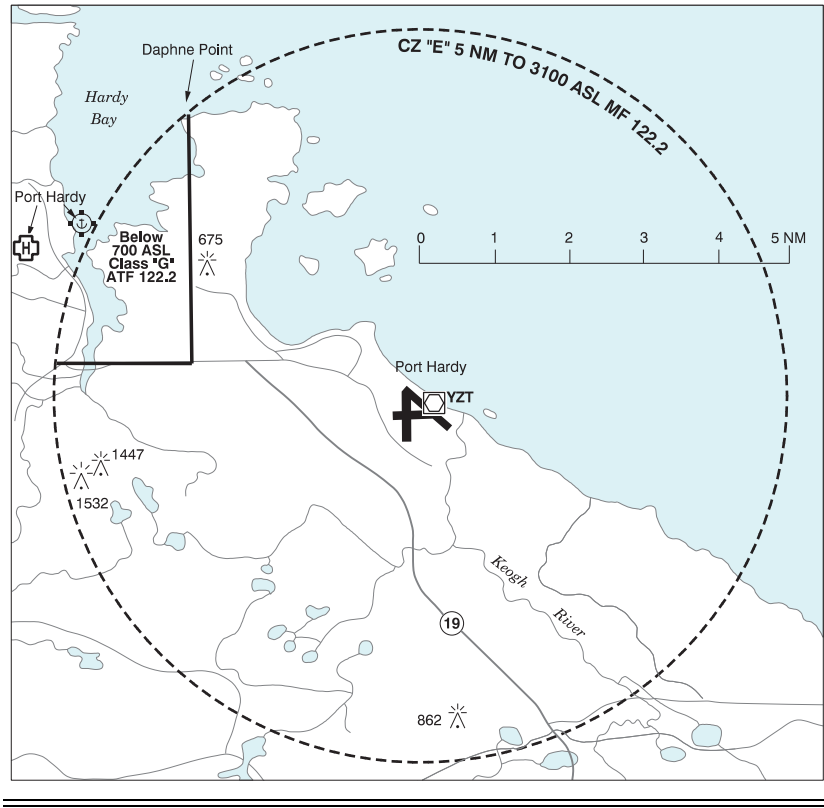 CZ "E" 5 NM TO 3100 ASL MF 122.2
Daphne Point
Hardy
Bay
Port Hardy
H
Below
700 ASL
Class "G"
ATF 122.2
675
0 1 2 3 4 5 NM
Port Hardy
YZT
1447
1532
Keogh
River
19
862